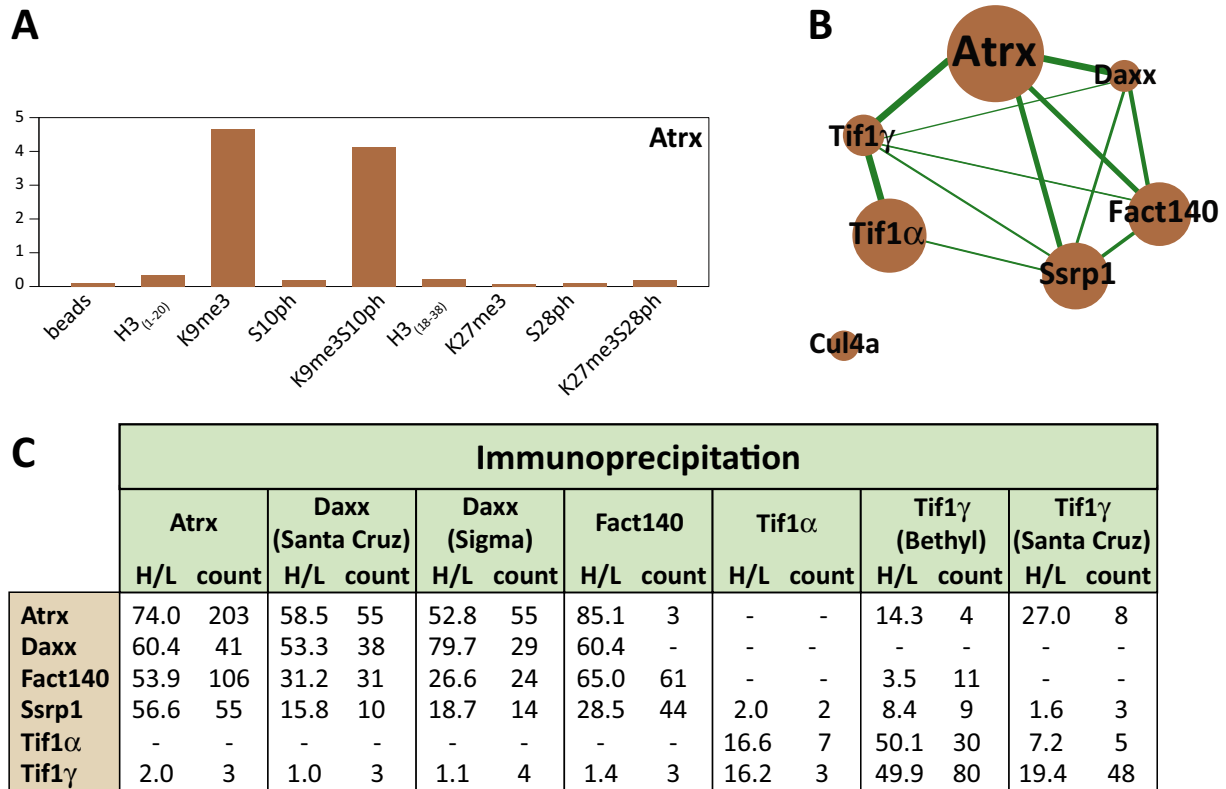 A
5
4
3
2
1
0
Atrx
beads
H3 (1-20)
K9me3
S10ph
K9me3S10ph
H3 (18-38)
K27me3
S28ph
K27me3S28ph
B
Atrx
Daxx
Tif1γ
Fact140
Tif1α
Ssrp1
Cul4a
C
Immunoprecipitation
Atrx Daxx (Santa Cruz) Daxx (Sigma) Fact140 Tif1α Tif1γ (Bethyl) Tif1γ (Santa Cruz)
H/L count H/L count H/L count H/L count H/L count H/L count H/L count
Atrx 74.0 203 58.5 55 52.8 55 85.1 3 - - 14.3 4 27.0 8
Daxx 60.4 41 53.3 38 79.7 29 60.4 - - - - - - -
Fact140 53.9 106 31.2 31 26.6 24 65.0 61 - - 3.5 11 - -
Ssrp1 56.6 55 15.8 10 18.7 14 28.5 44 2.0 2 8.4 9 1.6 3
Tif1α - - - - - - - - 16.6 7 50.1 30 7.2 5
Tif1γ 2.0 3 1.0 3 1.1 4 1.4 3 16.2 3 49.9 80 19.4 48